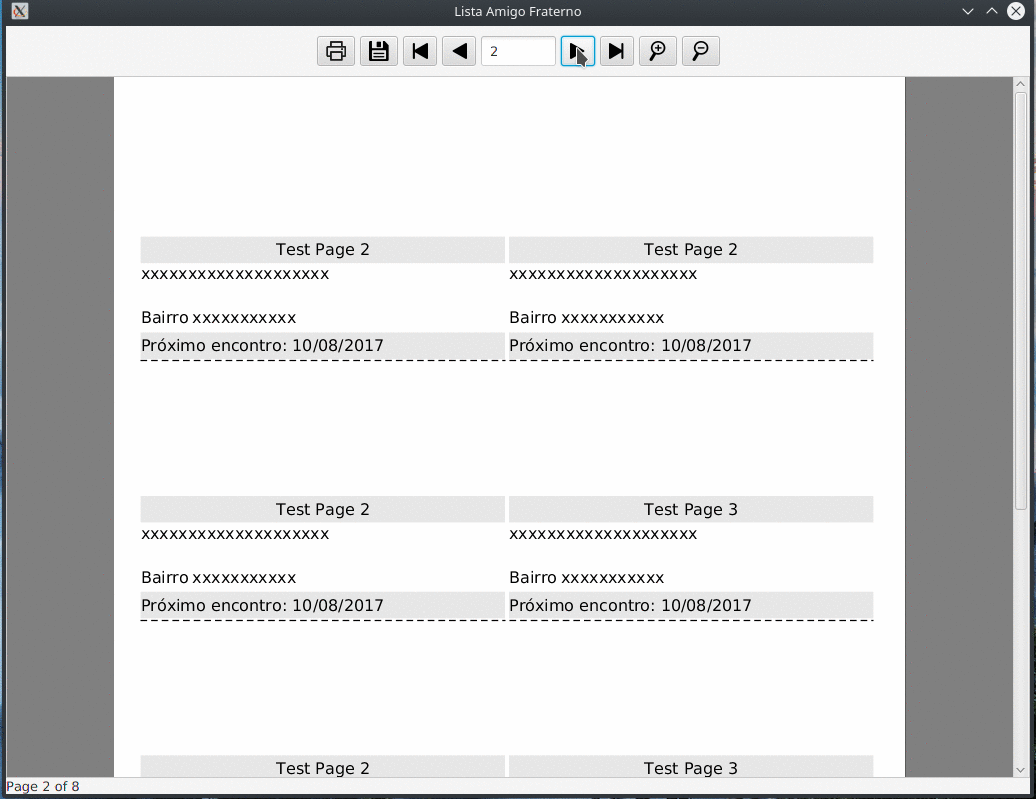 Lista Amigo Fraterno
2
Test Page 2 Test Page 2
xxxxxxxxxxxxxxxxxxxx xxxxxxxxxxxxxxxxxxxx
Bairro xxxxxxxxxxx Bairro xxxxxxxxxxx
Próximo encontro: 10/08/2017 Próximo encontro: 10/08/2017
Test Page 2 Test Page 3
xxxxxxxxxxxxxxxxxxxx xxxxxxxxxxxxxxxxxxxx
Bairro xxxxxxxxxxx Bairro xxxxxxxxxxx
Próximo encontro: 10/08/2017 Próximo encontro: 10/08/2017
Test Page 2 Test Page 3
Page 2 of 8